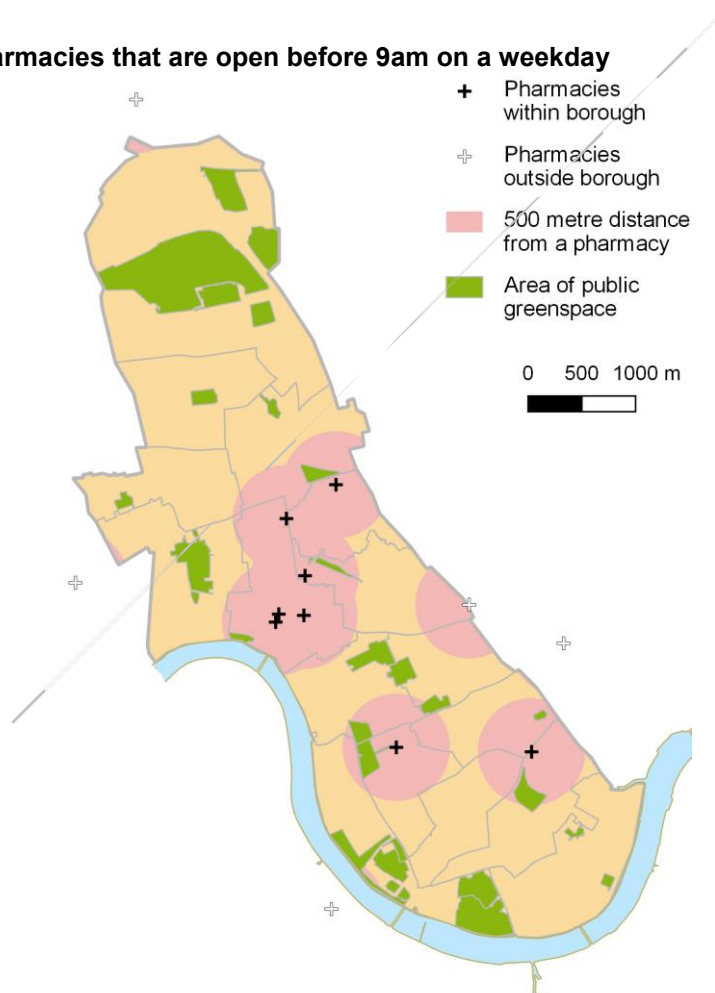 armacies that are open before 9am on a weekday
Pharmacies
within borough
Pharmacies
outside borough
500 metre distance
from a pharmacy
Area of public
greenspace
0 500 1000 m